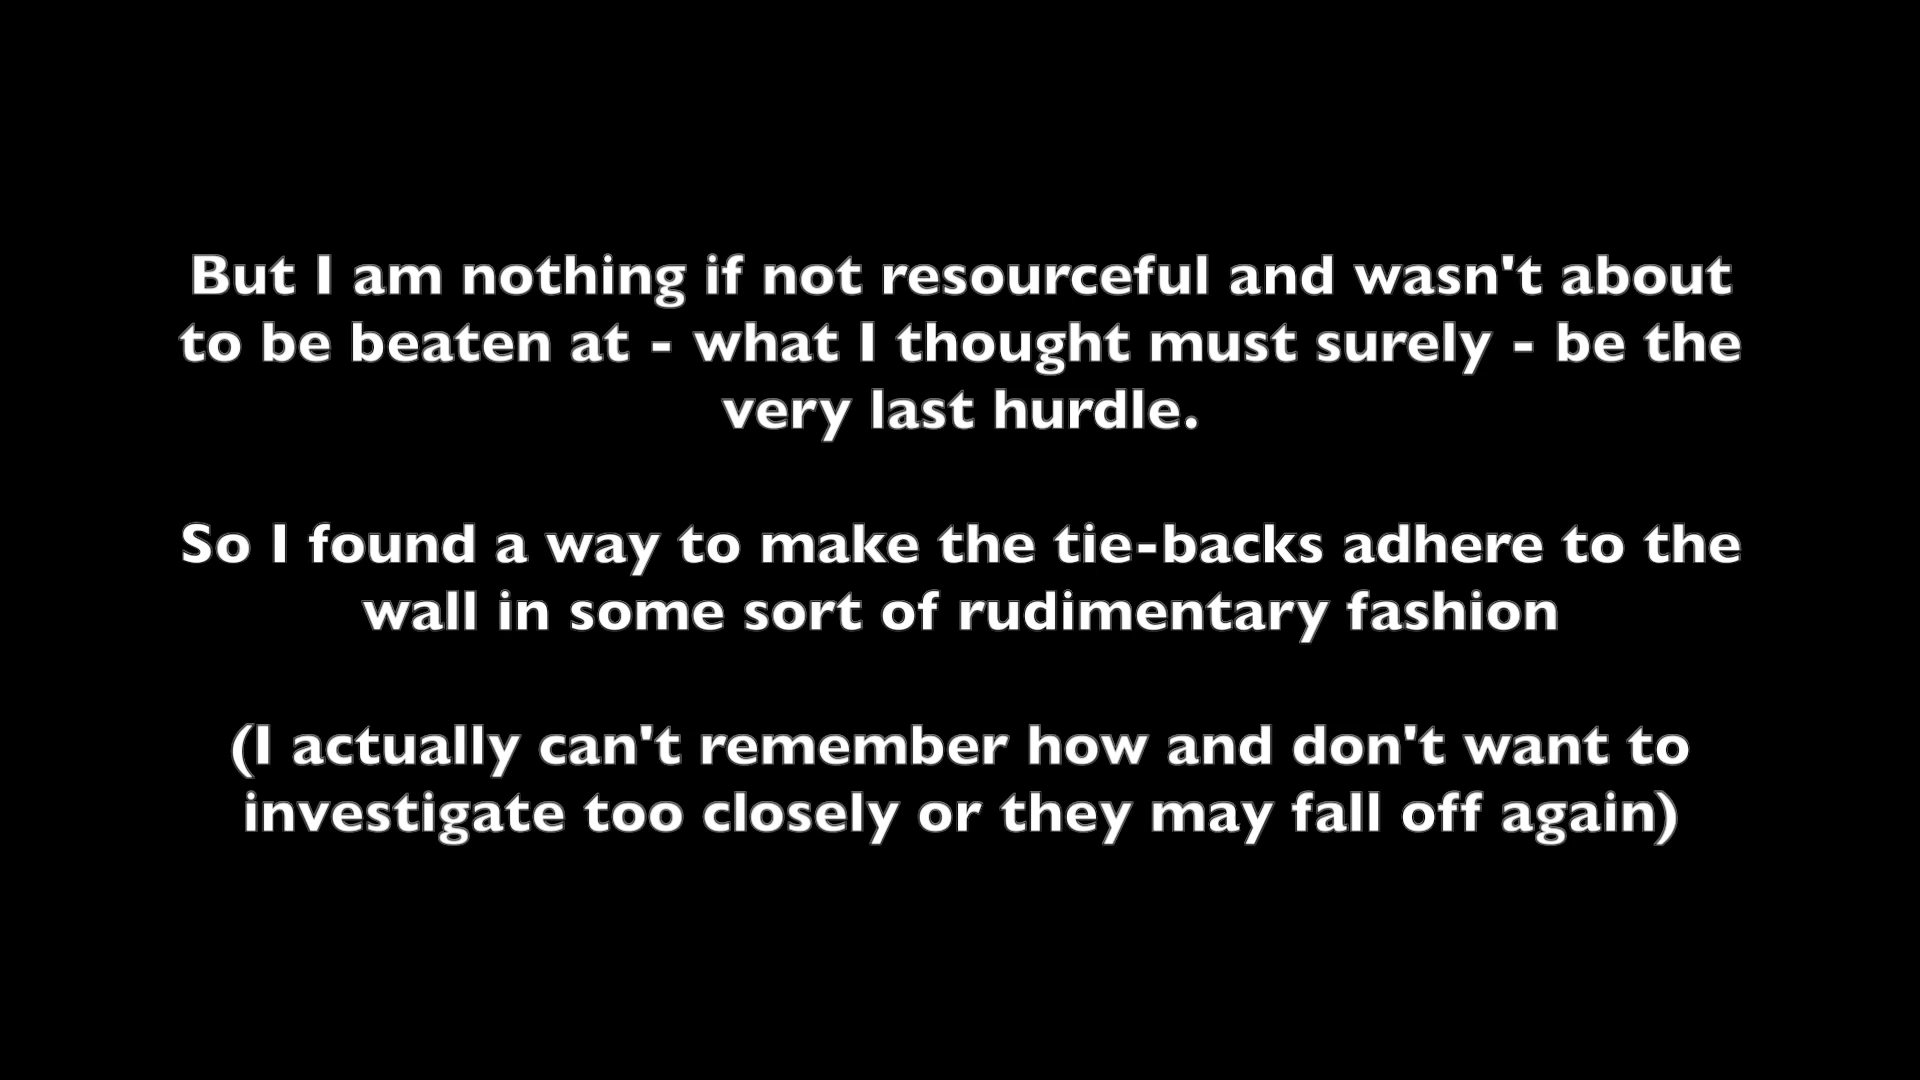 But I am nothing if not resourceful and wasn't about
to be beaten at - what I thought must surely - be the
very last hurdle.
So I found a way to make the tie-backs adhere to the
wall in some sort of rudimentary fashion
(I actually can't remember how and don't want to
investigate too closely or they may fall off again)